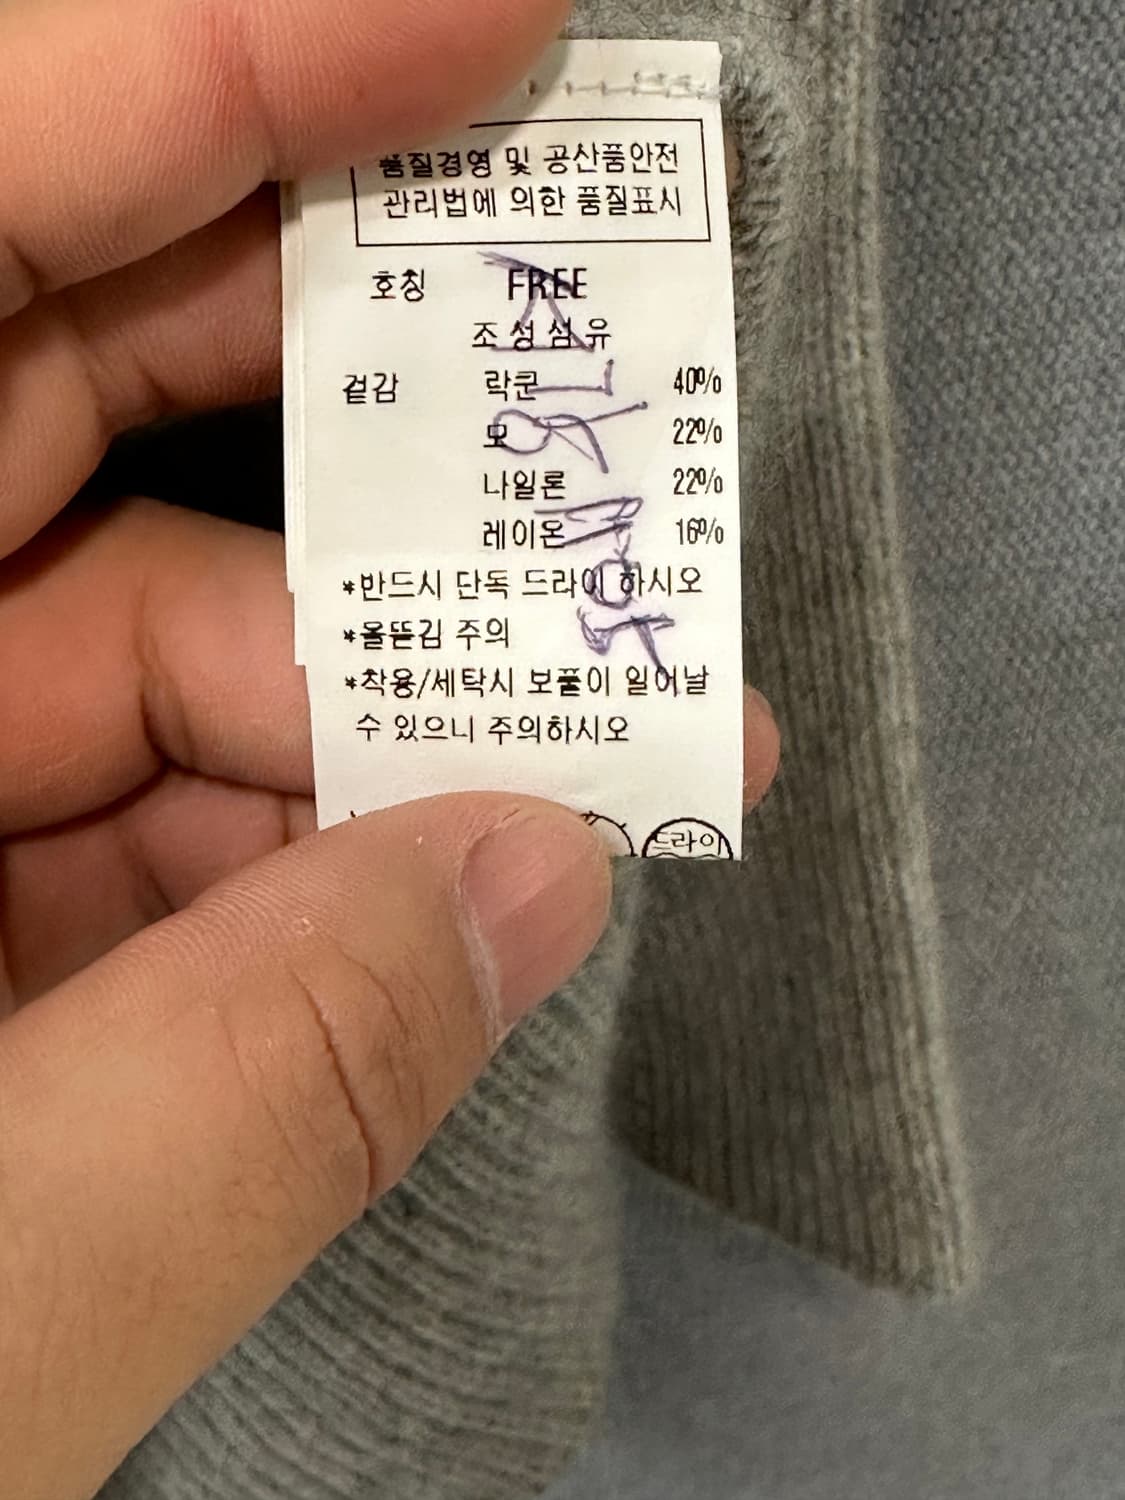 품질경영 및 공산품안전
관리법에 의한 품질표시
호칭 FREE
조성섬유
겉감 락쿤 40%
모 22%
나일론 22%
레이온 16%
*반드시 단독 드라이 하시오
*올뜯김 주의
*착용/세탁시 보풀이 일어날
수 있으니 주의하시오
드라이